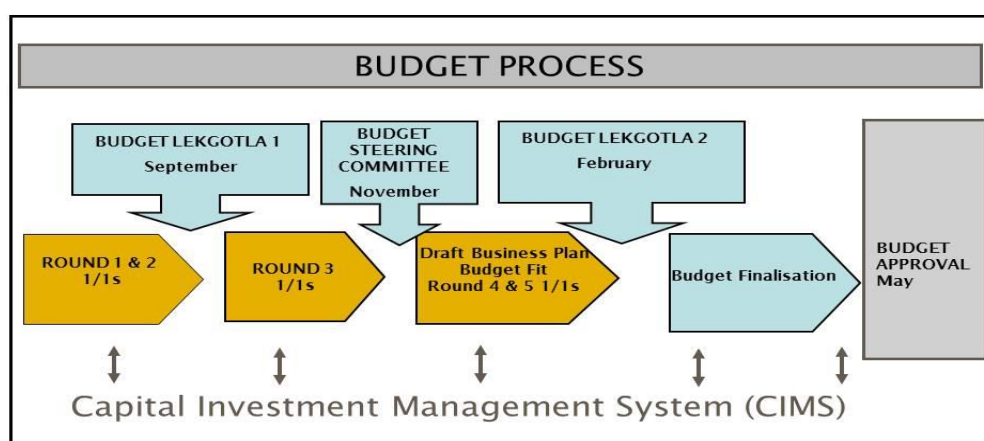 BUDGET PROCESS
BUDGET LEKGOTLA 1
September
BUDGET
STEERING
COMMITTEE
November
BUDGET LEKGOTLA 2
February
ROUND 1 & 2
1/1s
ROUND 3
1/1s
Draft Business Plan
Budget Fit
Round 4 & 5 1/1s
Budget Finalisation
BUDGET
APPROVAL
May
Capital Investment Management System (CIMS)